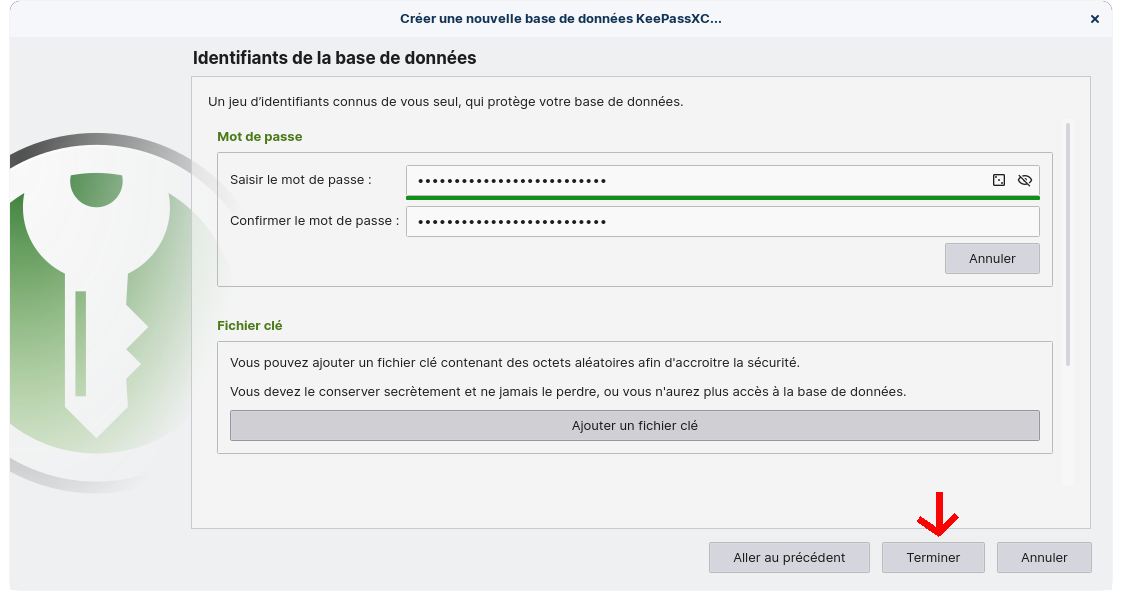 Créer une nouvelle base de données KeePassXC...
Identifiants de la base de données
Un jeu d’identifiants connus de vous seul, qui protège votre base de données.
Mot de passe
Saisir le mot de passe :
Confirmer le mot de passe :
Annuler
Fichier clé
Vous pouvez ajouter un fichier clé contenant des octets aléatoires afin d'accroitre la sécurité.
Vous devez le conserver secrètement et ne jamais le perdre, ou vous n'aurez plus accès à la base de données.
Ajouter un fichier clé
Aller au précédent Terminer Annuler